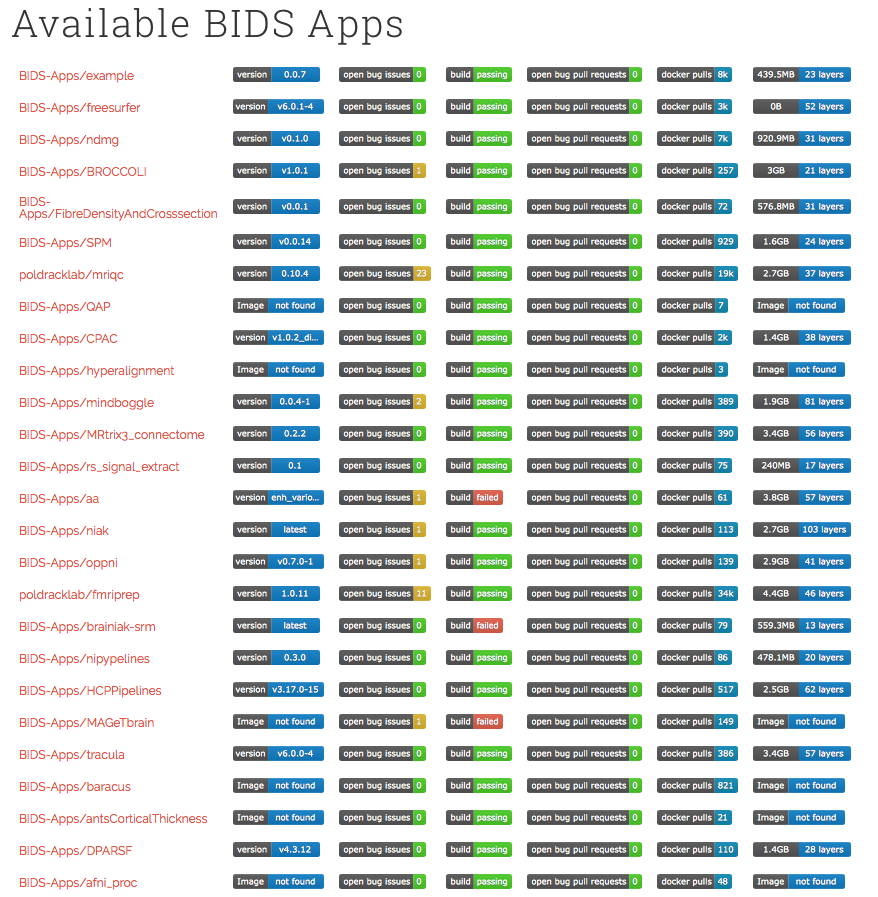 Available BIDS Apps
BIDS-Apps/example version 0.0.7 open bug issues 0 build passing open bug pull requests 0 docker pulls 8k 439.5MB 23 layers
BIDS-Apps/freesurfer version v6.0.1-4 open bug issues 0 build passing open bug pull requests 0 docker pulls 3k 0B 52 layers
BIDS-Apps/ndmg version v0.1.0 open bug issues 0 build passing open bug pull requests 0 docker pulls 7k 920.9MB 31 layers
BIDS-Apps/BROCCOLI version v1.0.1 open bug issues 1 build passing open bug pull requests 0 docker pulls 257 3GB 21 layers
BIDS-
Apps/FibreDensityAndCrosssection version v0.0.1 open bug issues 0 build passing open bug pull requests 0 docker pulls 72 576.8MB 31 layers
BIDS-Apps/SPM version v0.0.14 open bug issues 0 build passing open bug pull requests 0 docker pulls 929 1.6GB 24 layers
poldracklab/mriqc version 0.10.4 open bug issues 23 build passing open bug pull requests 0 docker pulls 19k 2.7GB 37 layers
BIDS-Apps/QAP Image not found open bug issues 0 build passing open bug pull requests 0 docker pulls 7 Image not found
BIDS-Apps/CPAC version v1.0.2_di... open bug issues 0 build passing open bug pull requests 0 docker pulls 2k 1.4GB 38 layers
BIDS-Apps/hyperalignment Image not found open bug issues 0 build passing open bug pull requests 0 docker pulls 3 Image not found
BIDS-Apps/mindboggle version 0.0.4-1 open bug issues 2 build passing open bug pull requests 0 docker pulls 389 1.9GB 81 layers
BIDS-Apps/MRtrix3_connectome version 0.2.2 open bug issues 0 build passing open bug pull requests 0 docker pulls 390 3.4GB 56 layers
BIDS-Apps/rs_signal_extract version 0.1 open bug issues 0 build passing open bug pull requests 0 docker pulls 75 240MB 17 layers
BIDS-Apps/aa version enh_vario... open bug issues 1 build failed open bug pull requests 0 docker pulls 61 3.8GB 57 layers
BIDS-Apps/niak version latest open bug issues 1 build passing open bug pull requests 0 docker pulls 113 2.7GB 103 layers
BIDS-Apps/oppni version v0.7.0-1 open bug issues 1 build passing open bug pull requests 0 docker pulls 139 2.9GB 41 layers
poldracklab/fmriprep version 1.0.11 open bug issues 11 build passing open bug pull requests 0 docker pulls 34k 4.4GB 46 layers
BIDS-Apps/brainiak-srm version latest open bug issues 0 build failed open bug pull requests 0 docker pulls 79 559.3MB 13 layers
BIDS-Apps/nipypelines version 0.3.0 open bug issues 0 build passing open bug pull requests 0 docker pulls 86 478.1MB 20 layers
BIDS-Apps/HCPPipelines version v3.17.0-15 open bug issues 0 build passing open bug pull requests 0 docker pulls 517 2.5GB 62 layers
BIDS-Apps/MAGeTbrain Image not found open bug issues 1 build failed open bug pull requests 0 docker pulls 149 Image not found
BIDS-Apps/tracula version v6.0.0-4 open bug issues 0 build passing open bug pull requests 0 docker pulls 386 3.4GB 57 layers
BIDS-Apps/baracus Image not found open bug issues 0 build passing open bug pull requests 0 docker pulls 821 Image not found
BIDS-Apps/antsCorticalThickness Image not found open bug issues 0 build passing open bug pull requests 0 docker pulls 21 Image not found
BIDS-Apps/DPARSF version v4.3.12 open bug issues 0 build passing open bug pull requests 0 docker pulls 110 1.4GB 28 layers
BIDS-Apps/afni_proc Image not found open bug issues 0 build passing open bug pull requests 0 docker pulls 48 Image not found